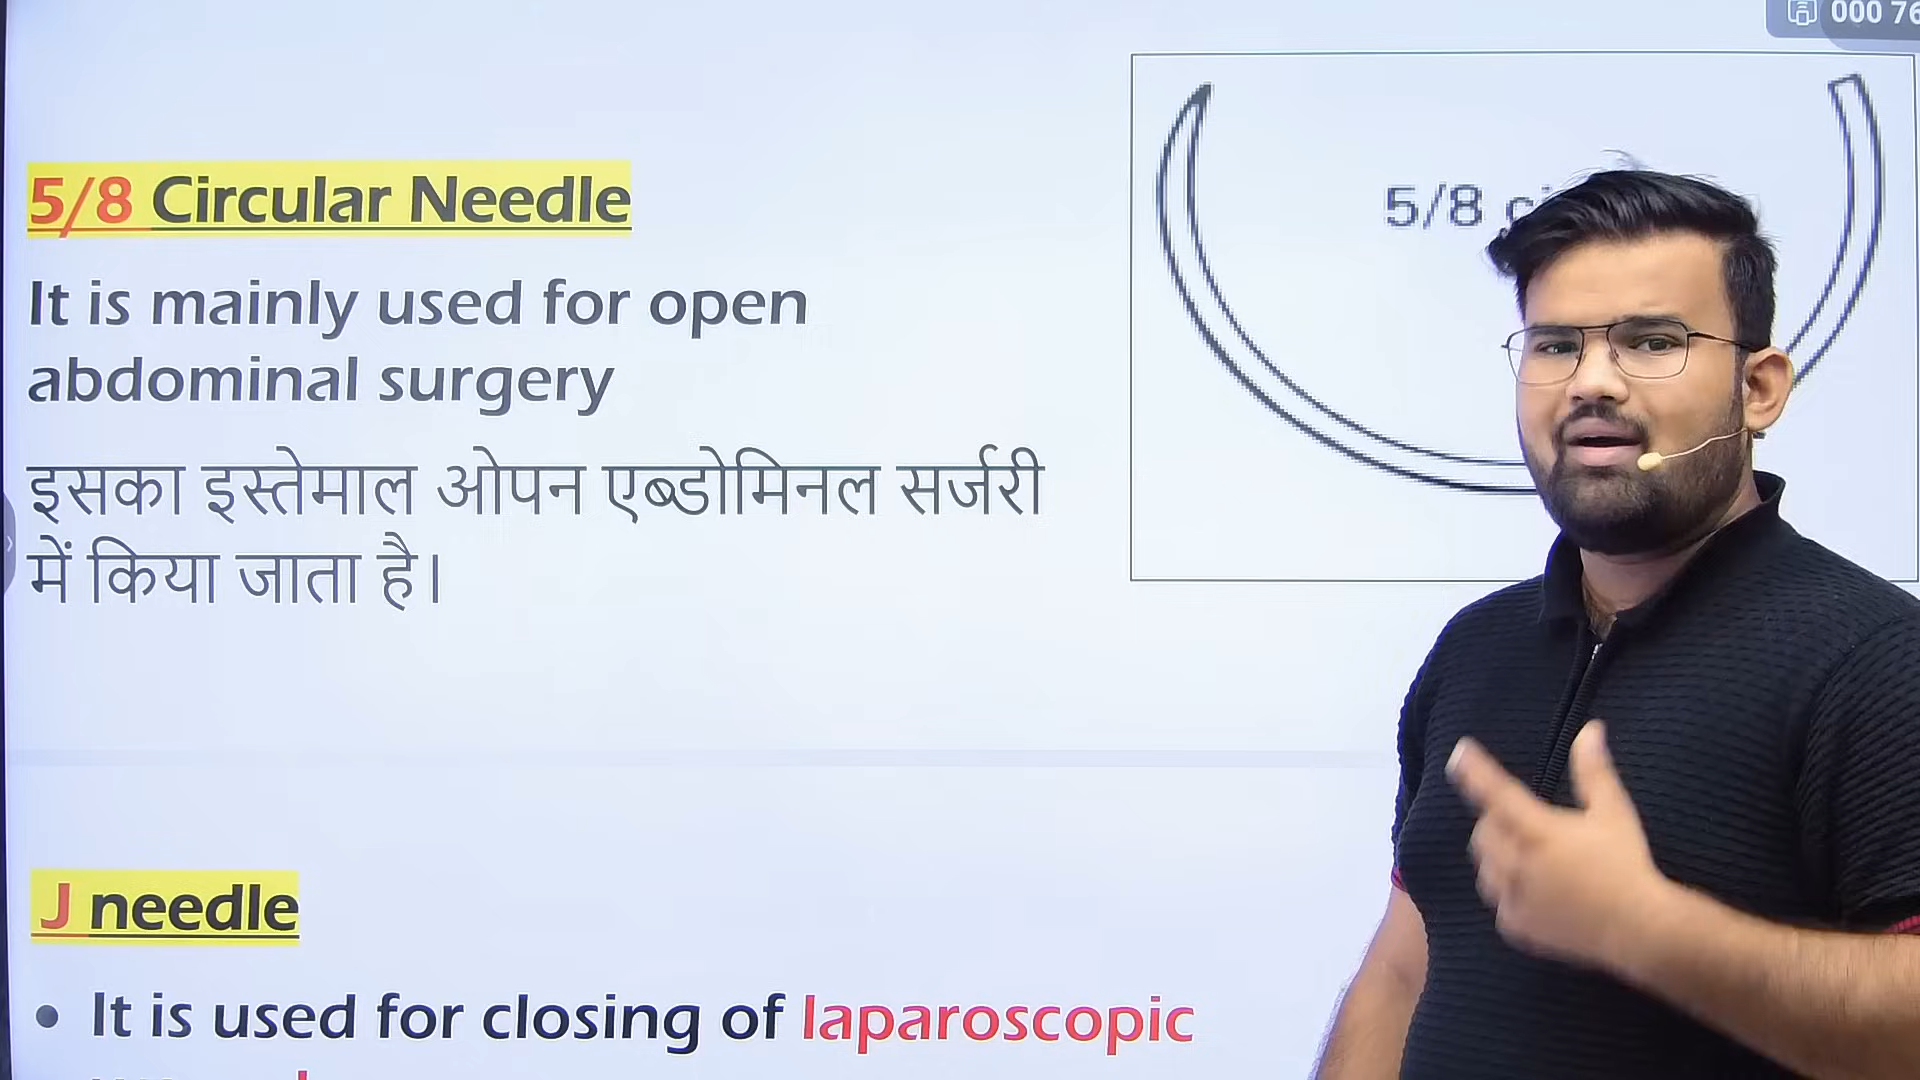 000 76
5/8 Circular Needle
5/8
It is mainly used for open
abdominal surgery
इसका इस्तेमाल ओपन एब्डोमिनल सर्जरी
में किया जाता है।
J needle
• It is used for closing of laparoscopic